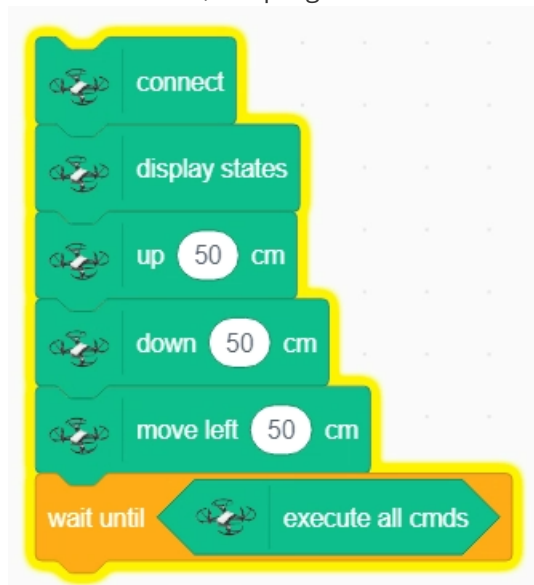 connect
display states
up 50 cm
down 50 cm
move left 50 cm
wait until execute all cmds